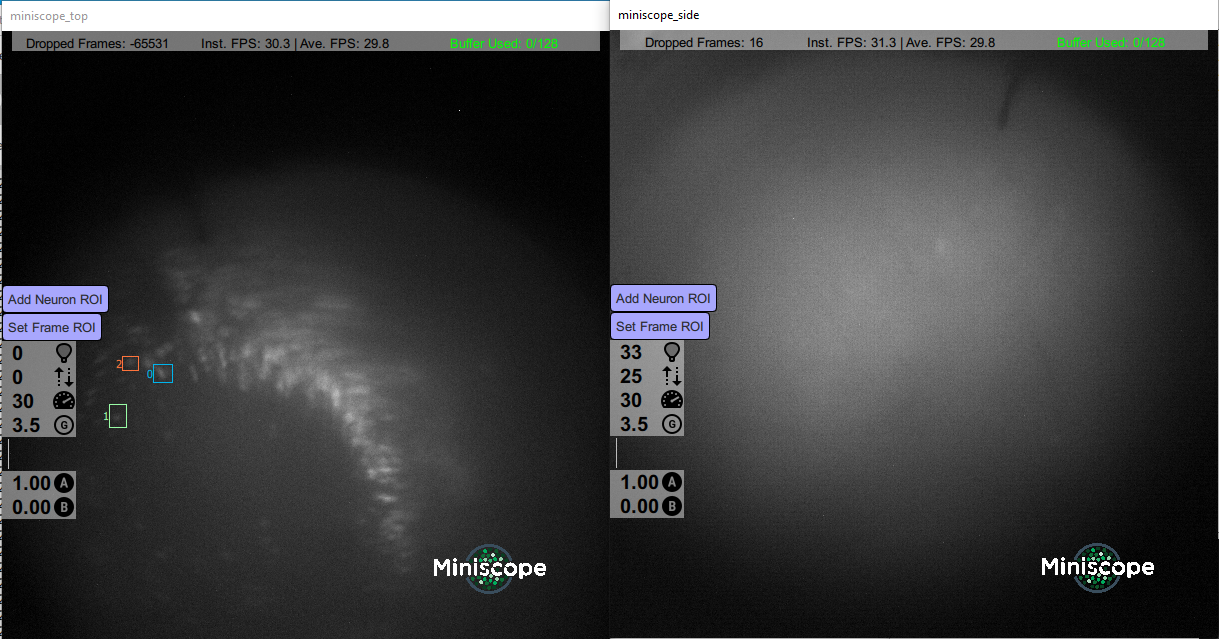 miniscope_top
Dropped Frames: -65531 Inst. FPS: 30.3 | Ave. FPS: 29.8 Buffer Used: 0/128
Add Neuron ROI
Set Frame ROI
0
0
30
3.5 G
2
0
1
1.00 A
0.00 B
Miniscope
miniscope_side
Dropped Frames: 16 Inst. FPS: 31.3 | Ave. FPS: 29.8 Buffer Used: 0/128
Add Neuron ROI
Set Frame ROI
33
25
30
3.5 G
1.00 A
0.00 B
Miniscope